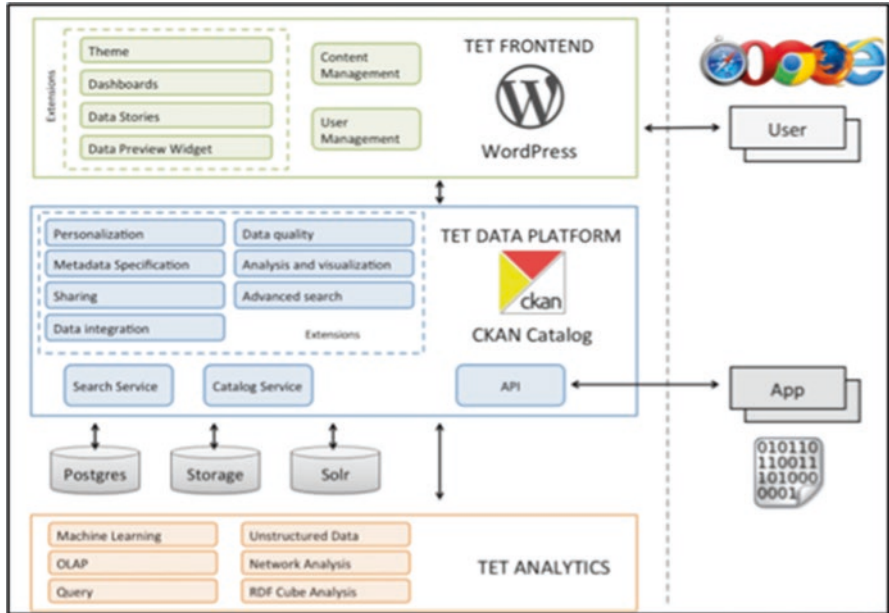 TET FRONTEND
Extensions
Theme
Dashboards
Data Stories
Data Preview Widget
Content
Management
User
Management
W
WordPress
User
TET DATA PLATFORM
Personalization
Data quality
Metadata Specification
Analysis and visualization
Sharing
Advanced search
Data integration
Extensions
ckan
CKAN Catalog
Search Service
Catalog Service
API
App
010110
110011
101000
0001
Postgres
Storage
Solr
TET ANALYTICS
Machine Learning
Unstructured Data
OLAP
Network Analysis
Query
RDF Cube Analysis